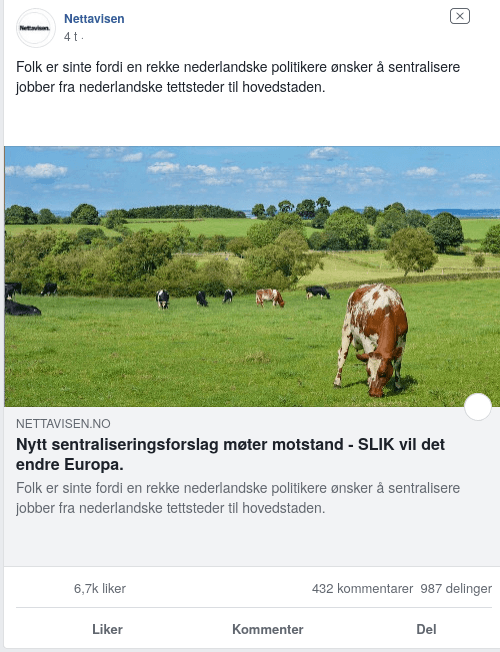 Nettavisen.
Nettavisen
4 t ·
Folk er sinte fordi en rekke nederlandske politikere ønsker å sentralisere
jobber fra nederlandske tettsteder til hovedstaden.
NETTAVISEN.NO
Nytt sentraliseringsforslag møter motstand - SLIK vil det
endre Europa.
Folk er sinte fordi en rekke nederlandske politikere ønsker å sentralisere
jobber fra nederlandske tettsteder til hovedstaden.
6,7k liker 432 kommentarer 987 delinger
Liker Kommenter Del